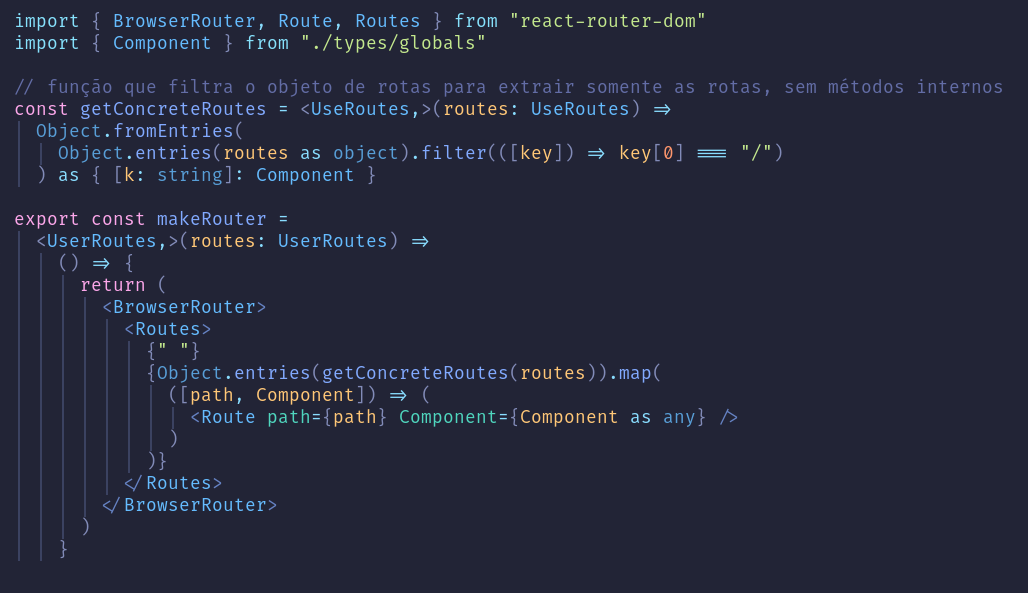 import { BrowserRouter, Route, Routes } from "react-router-dom"
import { Component } from "./types/globals"
// função que filtra o objeto de rotas para extrair somente as rotas, sem métodos internos
const getConcreteRoutes = <UseRoutes,>(routes: UseRoutes) =>
Object.fromEntries(
Object.entries(routes as object).filter(([key]) => key[0] === "/")
) as { [k: string]: Component }
export const makeRouter =
<UserRoutes,>(routes: UserRoutes) =>
() => {
return (
<BrowserRouter>
<Routes>
{" "}
{Object.entries(getConcreteRoutes(routes)).map(
([path, Component]) => (
<Route path={path} Component={Component as any} />
)
)}
</Routes>
</BrowserRouter>
)
}